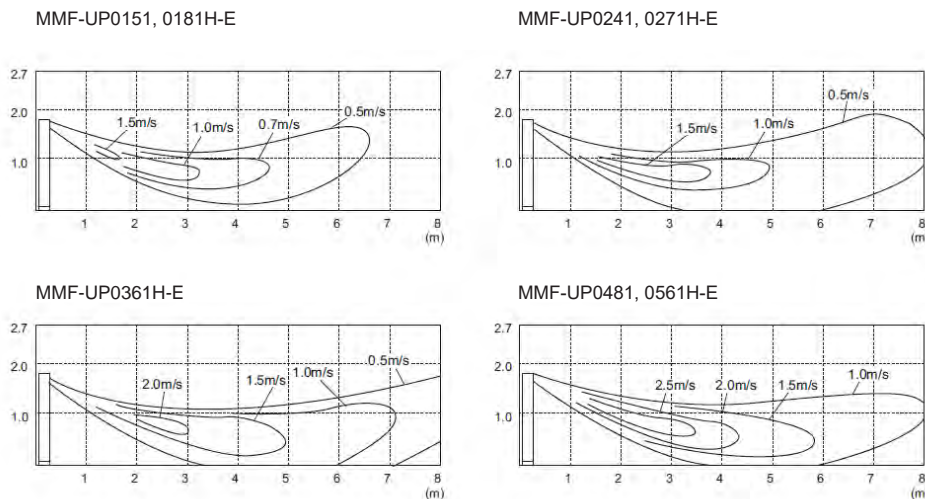 MMF-UP0151, 0181H-E
2.7
2.0
1.0
1.5m/s
1.0m/s
0.7m/s
0.5m/s
1 2 3 4 5 6 7 8
(m)
MMF-UP0241, 0271H-E
2.7
2.0
1.0
1.5m/s
1.0m/s
0.5m/s
1 2 3 4 5 6 7 8
(m)
MMF-UP0361H-E
2.7
2.0
1.0
2.0m/s
1.5m/s
1.0m/s
0.5m/s
1 2 3 4 5 6 7 8
(m)
MMF-UP0481, 0561H-E
2.7
2.0
1.0
2.5m/s
2.0m/s
1.5m/s
1.0m/s
1 2 3 4 5 6 7 8
(m)